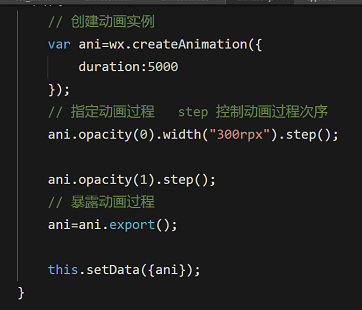 // 创建动画实例
var ani=wx.createAnimation({
duration:5000
});
// 指定动画过程   step 控制动画过程次序
ani.opacity(0).width("300rpx").step();
ani.opacity(1).step();
// 暴露动画过程
ani=ani.export();
this.setData({ani});
}